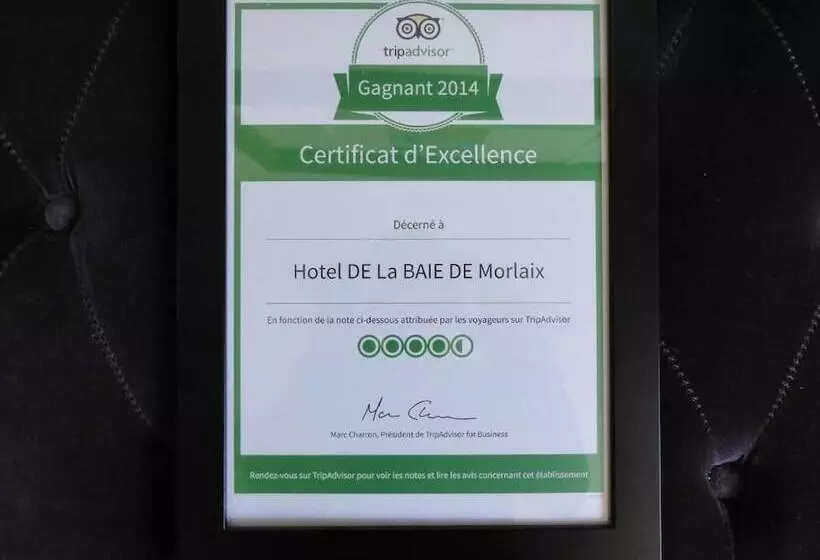 tripadvisor
Gagnant 2014
Certificat d'Excellence
Décerné à
Hotel DE La BAIE DE Morlaix
En fonction de la note ci-dessous attribuée par les voyageurs sur TripAdvisor
Marc Charron, Président de TripAdvisor for Business
Rendez-vous sur TripAdvisor pour voir les notes et lire les avis concernant cet établissement